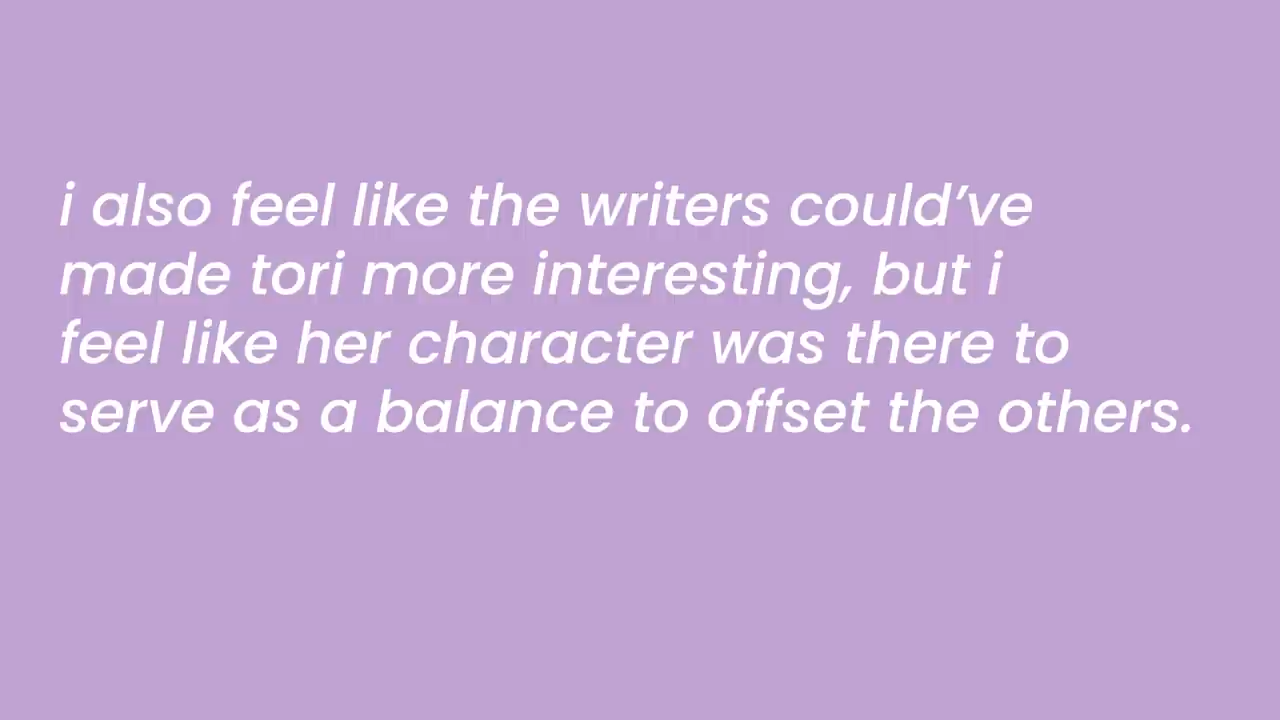 i also feel like the writers could’ve
made tori more interesting, but i
feel like her character was there to
serve as a balance to offset the others.